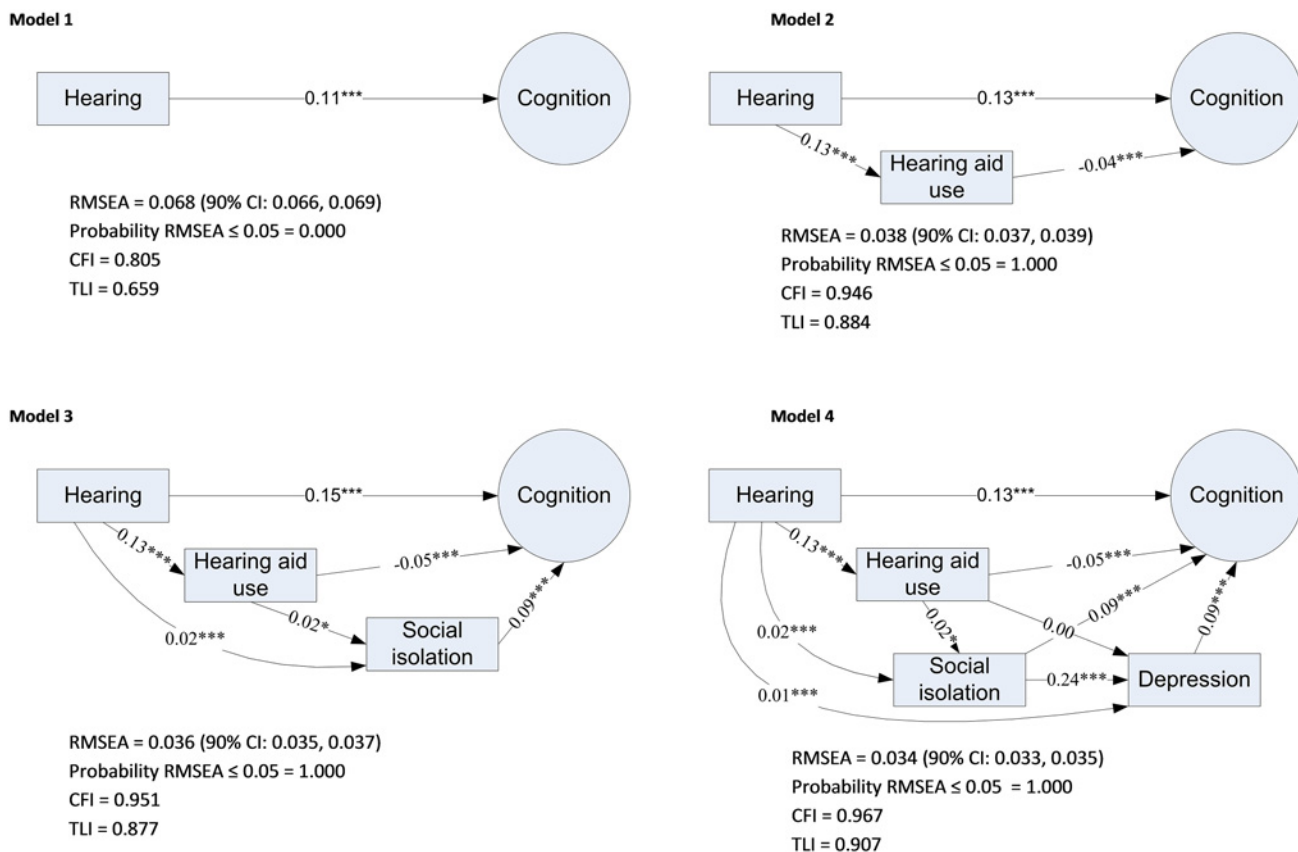 Model 1
Hearing
0.11***
Cognition
RMSEA = 0.068 (90% CI: 0.066, 0.069)
Probability RMSEA ≤ 0.05 = 0.000
CFI = 0.805
TLI = 0.659
Model 2
Hearing
0.13***
Cognition
0.13***
Hearing aid
use
-0.04***
RMSEA = 0.038 (90% CI: 0.037, 0.039)
Probability RMSEA ≤ 0.05 = 1.000
CFI = 0.946
TLI = 0.884
Model 3
Hearing
0.15***
Cognition
0.13***
Hearing aid
use
-0.05***
0.02*
0.09***
0.02***
Social
isolation
RMSEA = 0.036 (90% CI: 0.035, 0.037)
Probability RMSEA ≤ 0.05 = 1.000
CFI = 0.951
TLI = 0.877
Model 4
Hearing
0.13***
Cognition
0.13***
Hearing aid
use
-0.05***
0.09***
0.09***
0.02*
0.00
0.02***
Social
isolation
0.24***
Depression
0.01***
RMSEA = 0.034 (90% CI: 0.033, 0.035)
Probability RMSEA ≤ 0.05 = 1.000
CFI = 0.967
TLI = 0.907